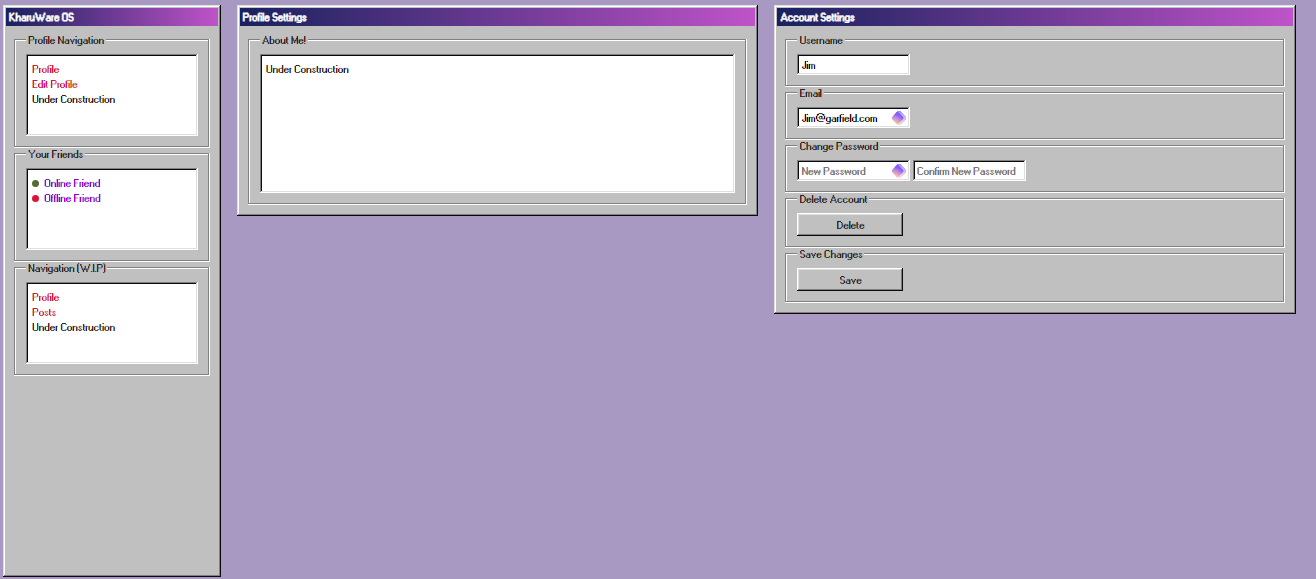 KharuWare OS
Profile Navigation
Profile
Edit Profile
Under Construction
Your Friends
Online Friend
Offline Friend
Navigation (W.I.P)
Profile
Posts
Under Construction
Profile Settings
About Me!
Under Construction
Account Settings
Username
Jim
Email
Jim@garfield.com
Change Password
New Password Confirm New Password
Delete Account
Delete
Save Changes
Save